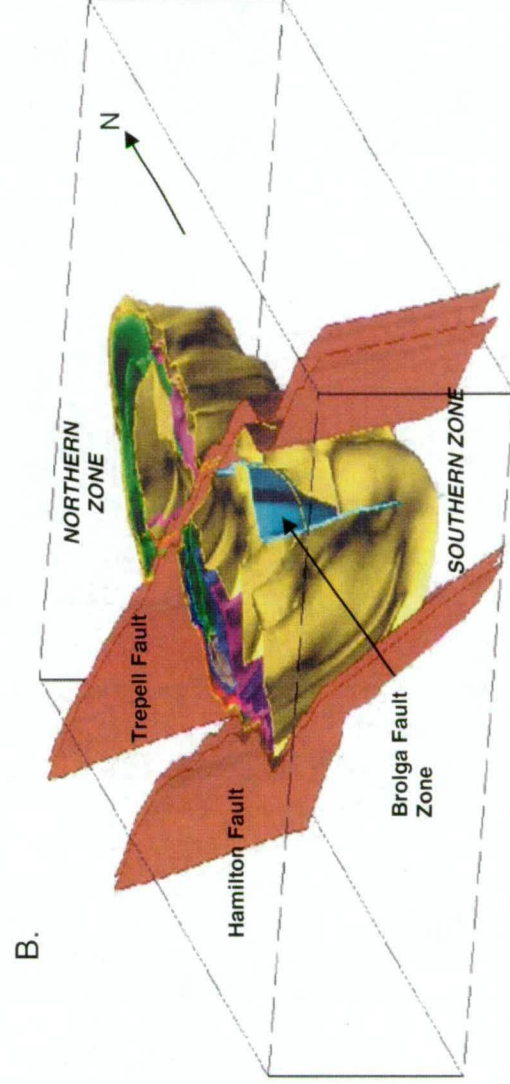 B.
N
NORTHERN
ZONE
Trepell Fault
Hamilton Fault
SOUTHERN ZONE
Brolga Fault
Zone